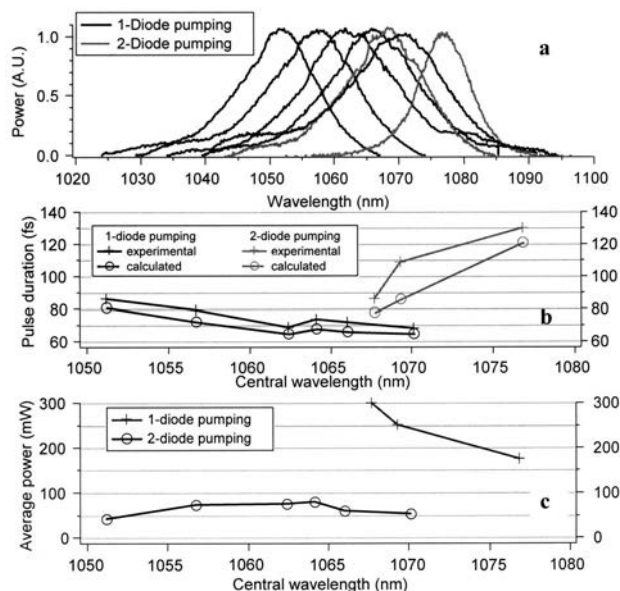 1-Diode pumping
2-Diode pumping
a
Power (A.U.)
1.0
0.5
0.0
1020 1030 1040 1050 1060 1070 1080 1090 1100
Wavelength (nm)
Pulse duration (fs)
140
120
100
80
60
1-diode pumping
experimental
calculated
2-diode pumping
experimental
calculated
140
120
100
80
60
b
1050 1055 1060 1065 1070 1075 1080
Central wavelength (nm)
Average power (mW)
300
200
100
0
1-diode pumping
2-diode pumping
300
200
100
0
c
1050 1055 1060 1065 1070 1075 1080
Central wavelength (nm)